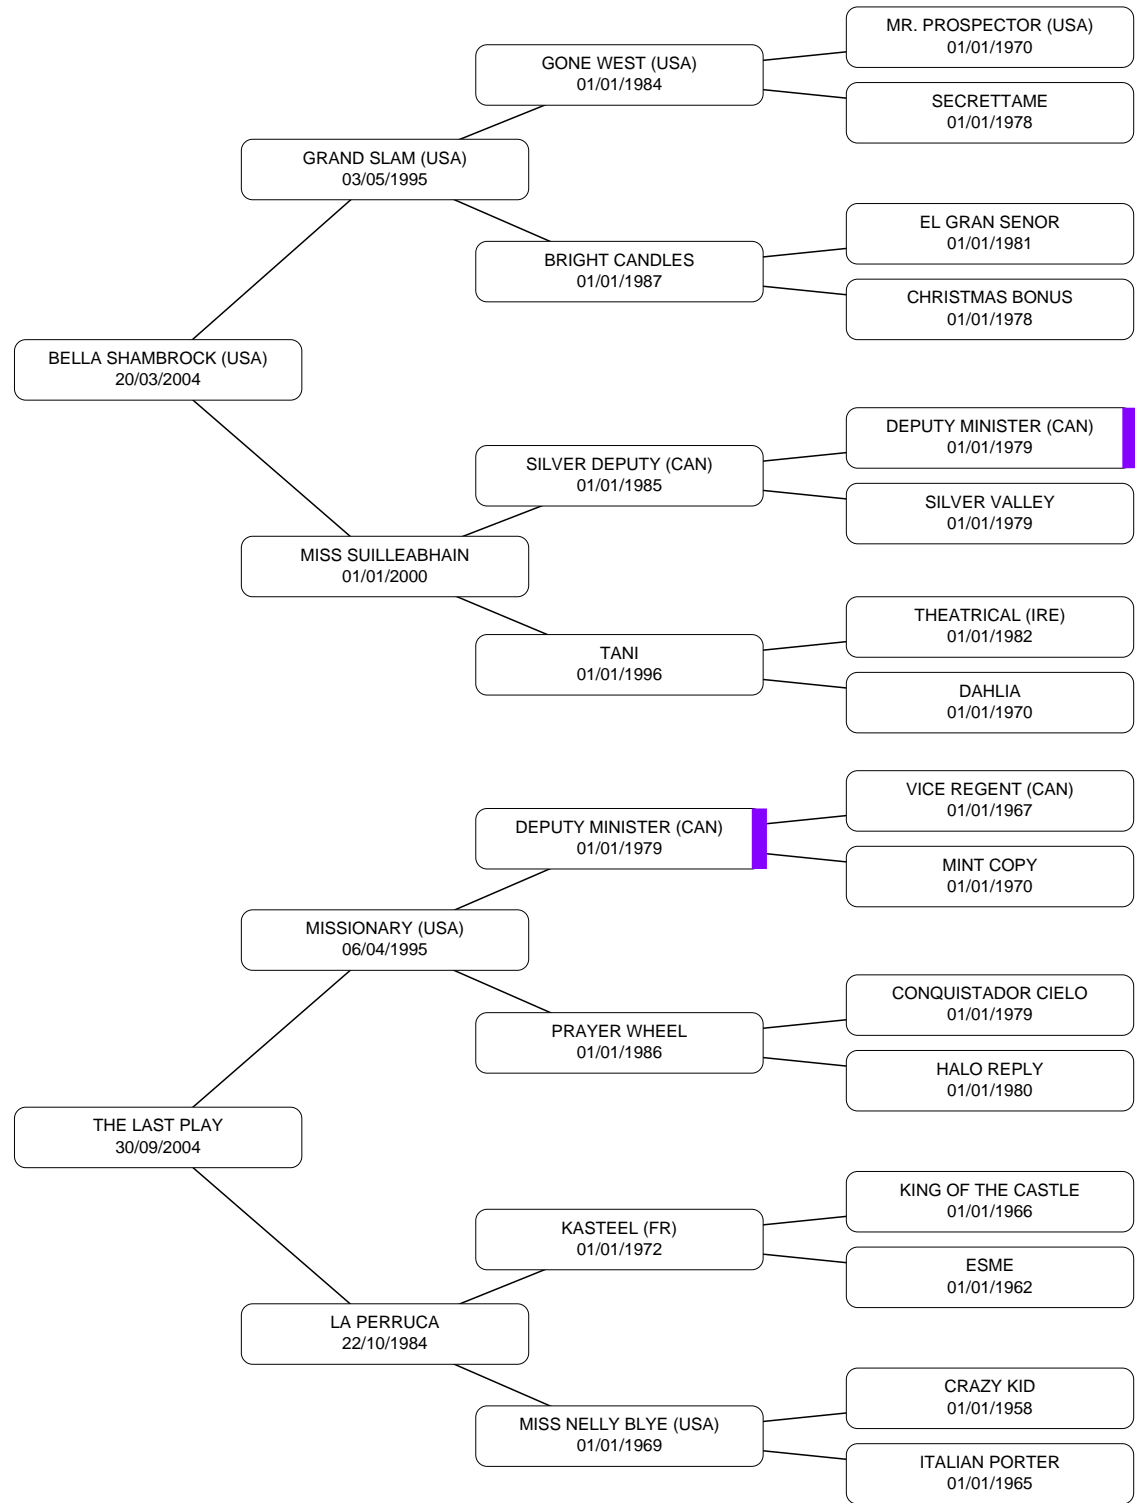 MR. PROSPECTOR (USA)
01/01/1970
GONE WEST (USA)
01/01/1984
SECRETTAME
01/01/1978
GRAND SLAM (USA)
03/05/1995
EL GRAN SENOR
01/01/1981
BRIGHT CANDLES
01/01/1987
CHRISTMAS BONUS
01/01/1978
BELLA SHAMBROCK (USA)
20/03/2004
DEPUTY MINISTER (CAN)
01/01/1979
SILVER DEPUTY (CAN)
01/01/1985
SILVER VALLEY
01/01/1979
MISS SUILLEABHAIN
01/01/2000
THEATRICAL (IRE)
01/01/1982
TANI
01/01/1996
DAHLIA
01/01/1970
VICE REGENT (CAN)
01/01/1967
DEPUTY MINISTER (CAN)
01/01/1979
MINT COPY
01/01/1970
MISSIONARY (USA)
06/04/1995
CONQUISTADOR CIELO
01/01/1979
PRAYER WHEEL
01/01/1986
HALO REPLY
01/01/1980
THE LAST PLAY
30/09/2004
KING OF THE CASTLE
01/01/1966
KASTEEL (FR)
01/01/1972
ESME
01/01/1962
LA PERRUCA
22/10/1984
CRAZY KID
01/01/1958
MISS NELLY BLYE (USA)
01/01/1969
ITALIAN PORTER
01/01/1965